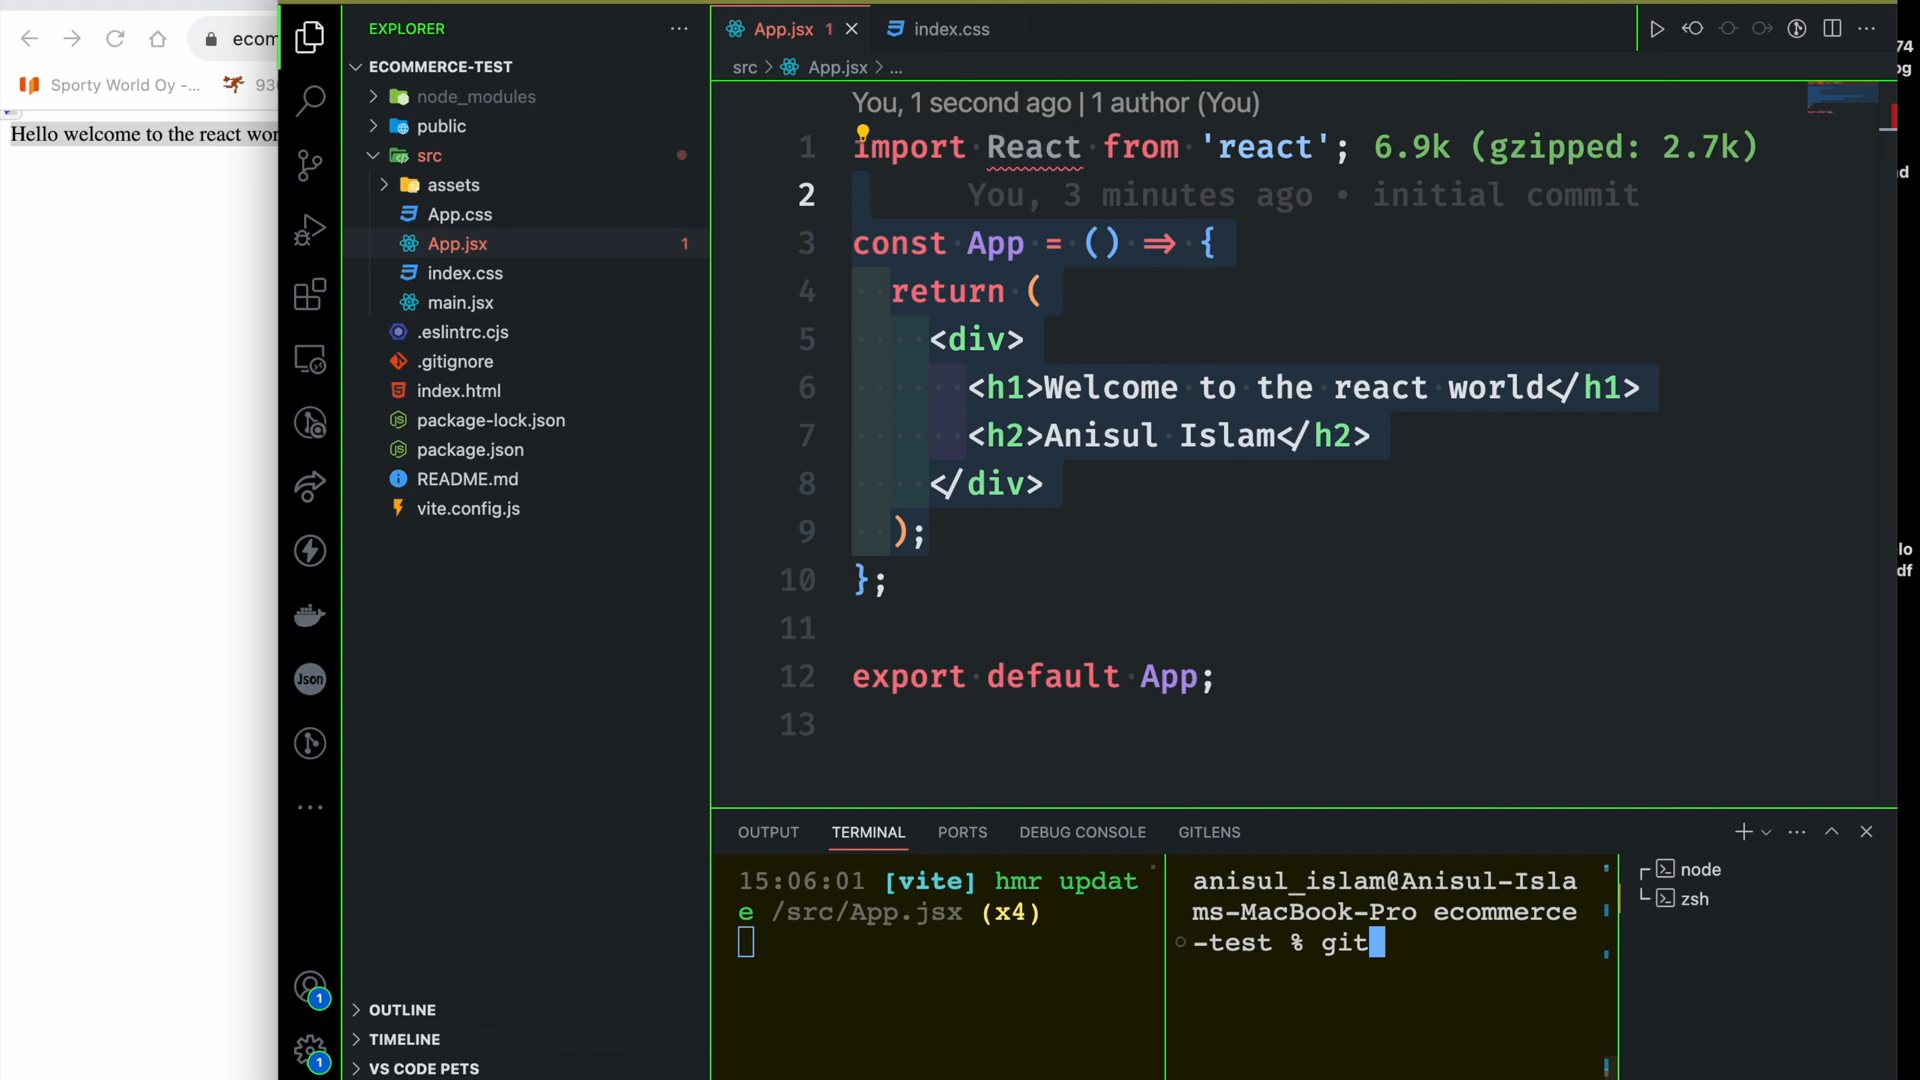 ecom
Sporty World Oy -...
930
Hello welcome to the react wor
EXPLORER
ECOMMERCE-TEST
node_modules
public
src
assets
App.css
App.jsx 1
index.css
main.jsx
.eslintrc.cjs
.gitignore
index.html
package-lock.json
package.json
README.md
vite.config.js
OUTLINE
TIMELINE
VS CODE PETS
Json
1
1
App.jsx 1
index.css
src > App.jsx > ...
You, 1 second ago | 1 author (You)
1 import React from 'react'; 6.9k (gzipped: 2.7k)
2 You, 3 minutes ago • initial commit
3 const App = () => {
4 return (
5 <div>
6 <h1>Welcome to the react world</h1>
7 <h2>Anisul Islam</h2>
8 </div>
9 );
10 };
11
12 export default App;
13
OUTPUT TERMINAL PORTS DEBUG CONSOLE GITLENS
15:06:01 [vite] hmr updat
e /src/App.jsx (x4)
anisul_islam@Anisul-Isla
ms-MacBook-Pro ecommerce
-test % git
node
zsh
74
lo
df